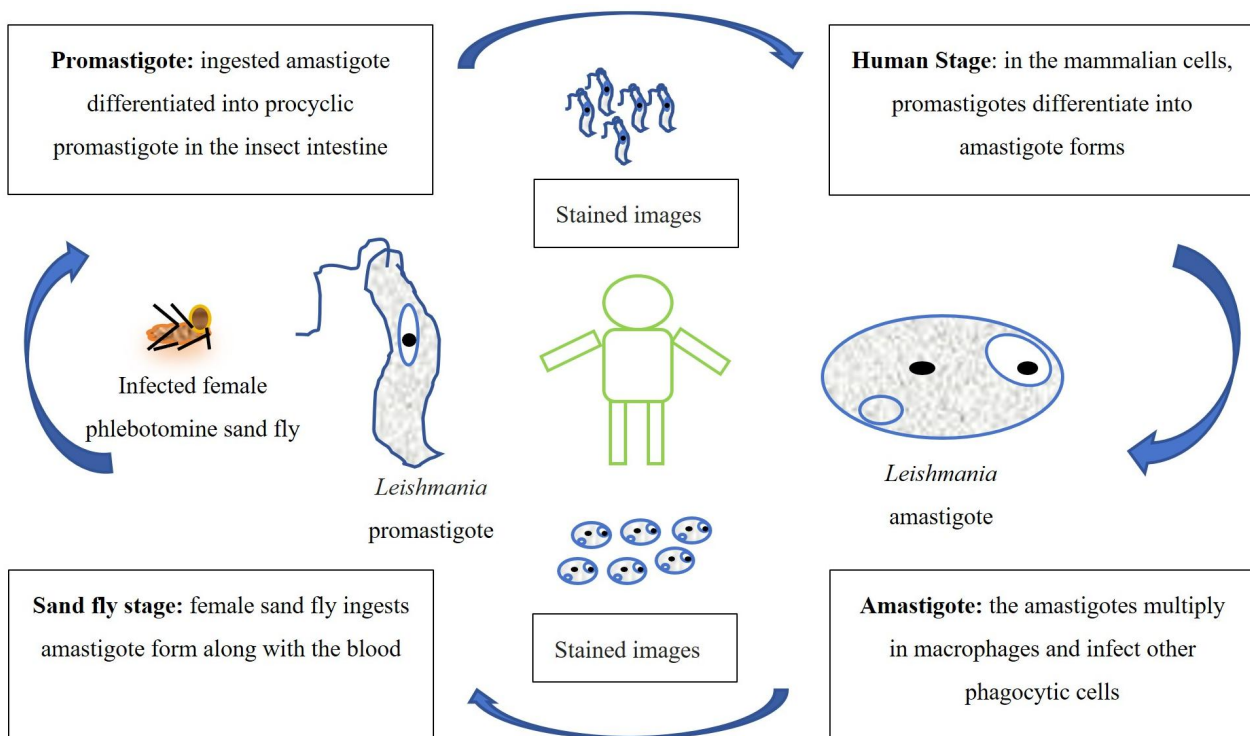 Promastigote: ingested amastigote
differentiated into procyclic
promastigote in the insect intestine
Human Stage: in the mammalian cells,
promastigotes differentiate into
amastigote forms
Stained images
Infected female
phlebotomine sand fly
Leishmania
promastigote
Leishmania
amastigote
Sand fly stage: female sand fly ingests
amastigote form along with the blood
Stained images
Amastigote: the amastigotes multiply
in macrophages and infect other
phagocytic cells